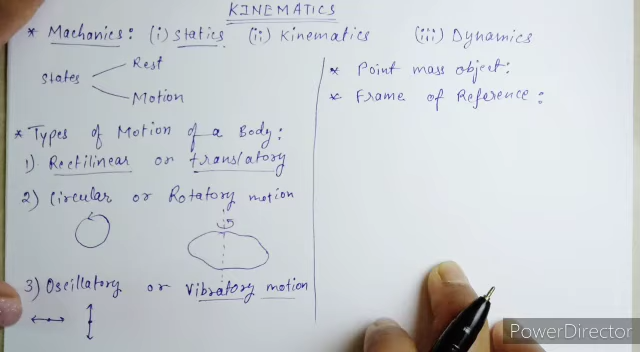 KINEMATICS
* Mechanics: (i) Statics (ii) Kinematics (iii) Dynamics
States
Rest
Motion
* Types of Motion of a Body:
1) Rectilinear or translatory
2) Circular or Rotatory motion
3) Oscillatory or Vibratory motion
* Point mass object:
* Frame of Reference:
PowerDirector